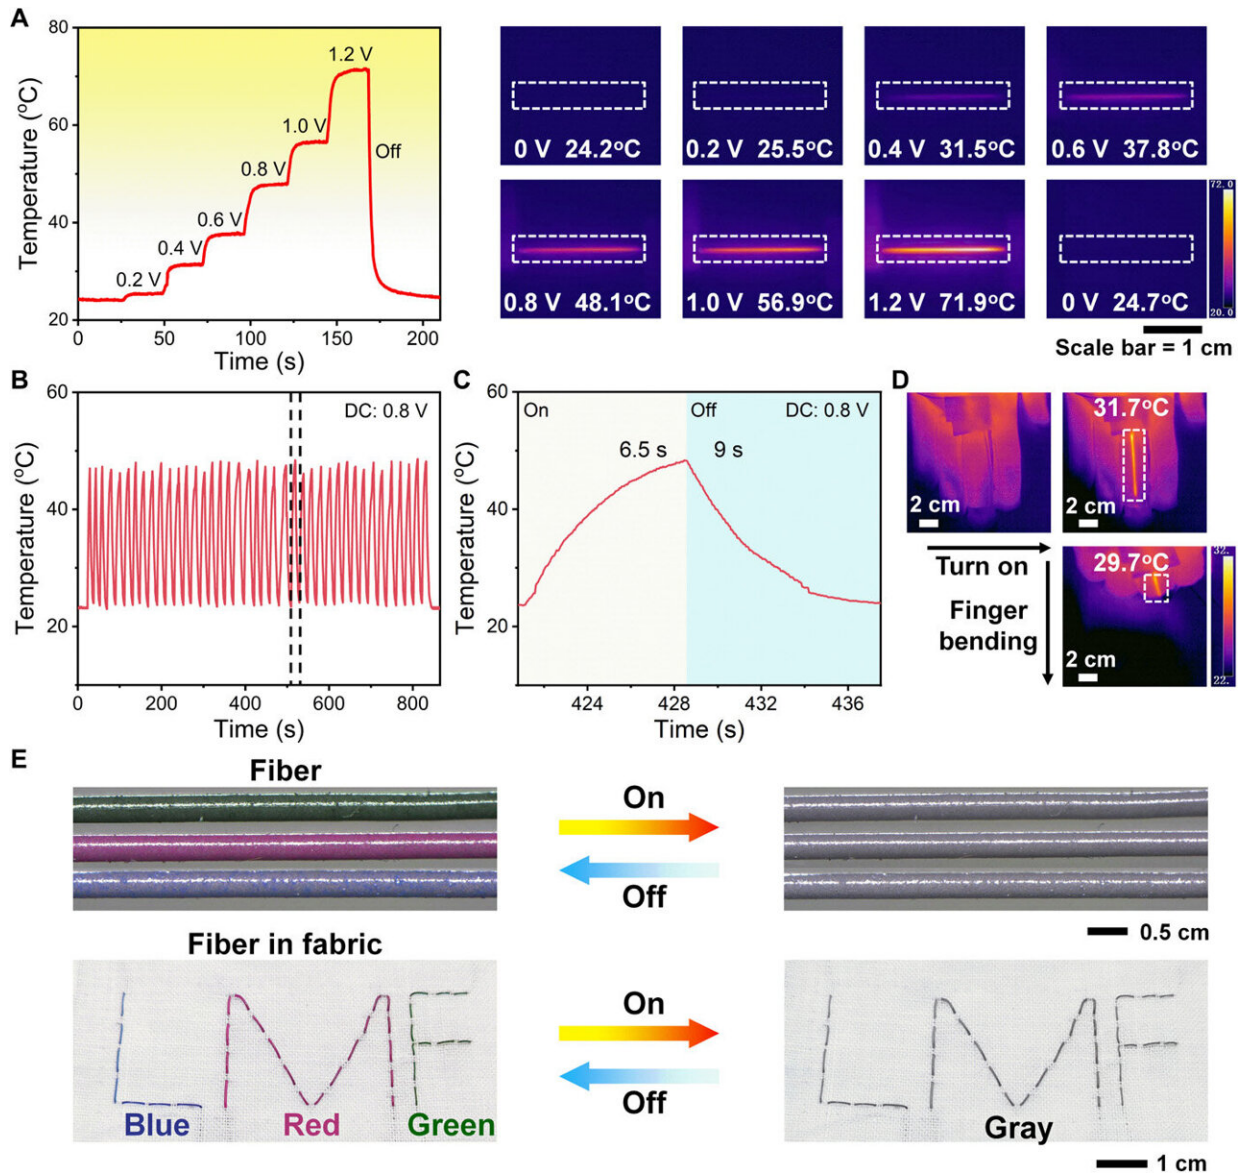 A
80
60
40
20
Temperature (°C)
0.2 V
0.4 V
0.6 V
0.8 V
1.0 V
1.2 V
Off
0
50
100
150
200
Time (s)
0 V 24.2°C
0.2 V 25.5°C
0.4 V 31.5°C
0.6 V 37.8°C
0.8 V 48.1°C
1.0 V 56.9°C
1.2 V 71.9°C
0 V 24.7°C
72.0
20.0
Scale bar = 1 cm
B
60
40
20
Temperature (°C)
DC: 0.8 V
0
200
400
600
800
Time (s)
C
60
40
20
Temperature (°C)
On
Off
DC: 0.8 V
6.5 s
9 s
424
428
432
436
Time (s)
D
2 cm
31.7°C
2 cm
Turn on
Finger
bending
29.7°C
2 cm
32.
22.
E
Fiber
On
Off
0.5 cm
Fiber in fabric
LME
Blue
Red
Green
On
Off
LME
Gray
1 cm